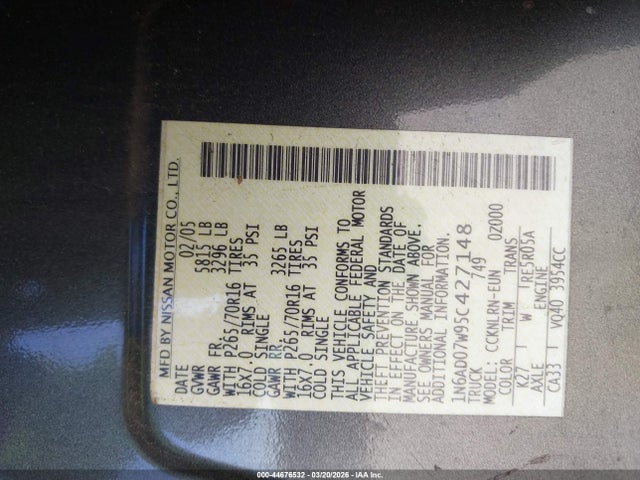 MFD BY NISSAN MOTOR CO., LTD.
DATE 02/05
GVWR 5815 LB
GAWR FR. 3296 LB
WITH P265/70R16 TIRES
16X7.0 RIMS AT 35 PSI
COLD SINGLE
GAWR RR. 3265 LB
WITH P265/70R16 TIRES
16X7.0 RIMS AT 35 PSI
COLD SINGLE
THIS VEHICLE CONFORMS TO
ALL APPLICABLE FEDERAL MOTOR
VEHICLE SAFETY AND
THEFT PREVENTION STANDARDS
IN EFFECT ON THE DATE OF
MANUFACTURE SHOWN ABOVE.
SEE OWNERS MANUAL FOR
ADDITIONAL INFORMATION.
1N6AD07W95C427148
TRUCK 749
MODEL: CCKNLRH-EUN 0Z000
COLOR TRIM TRANS
K27 W RE5R05A
AXLE ENGINE
CA33 VQ40 3954CC
000-44676532 - 03/20/2026 - IAA Inc.